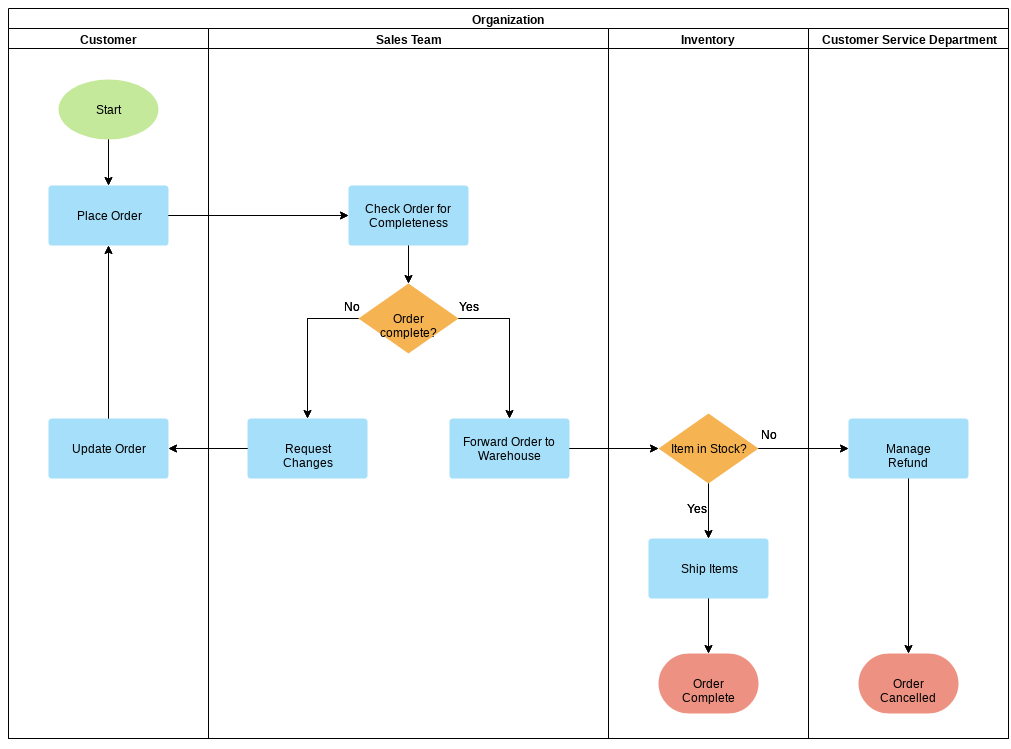 Organization
Customer
Sales Team
Inventory
Customer Service Department
Start
Place Order
Check Order for
Completeness
No
Yes
Order
complete?
Update Order
Request
Changes
Forward Order to
Warehouse
Item in Stock?
No
Manage
Refund
Yes
Ship Items
Order
Complete
Order
Cancelled